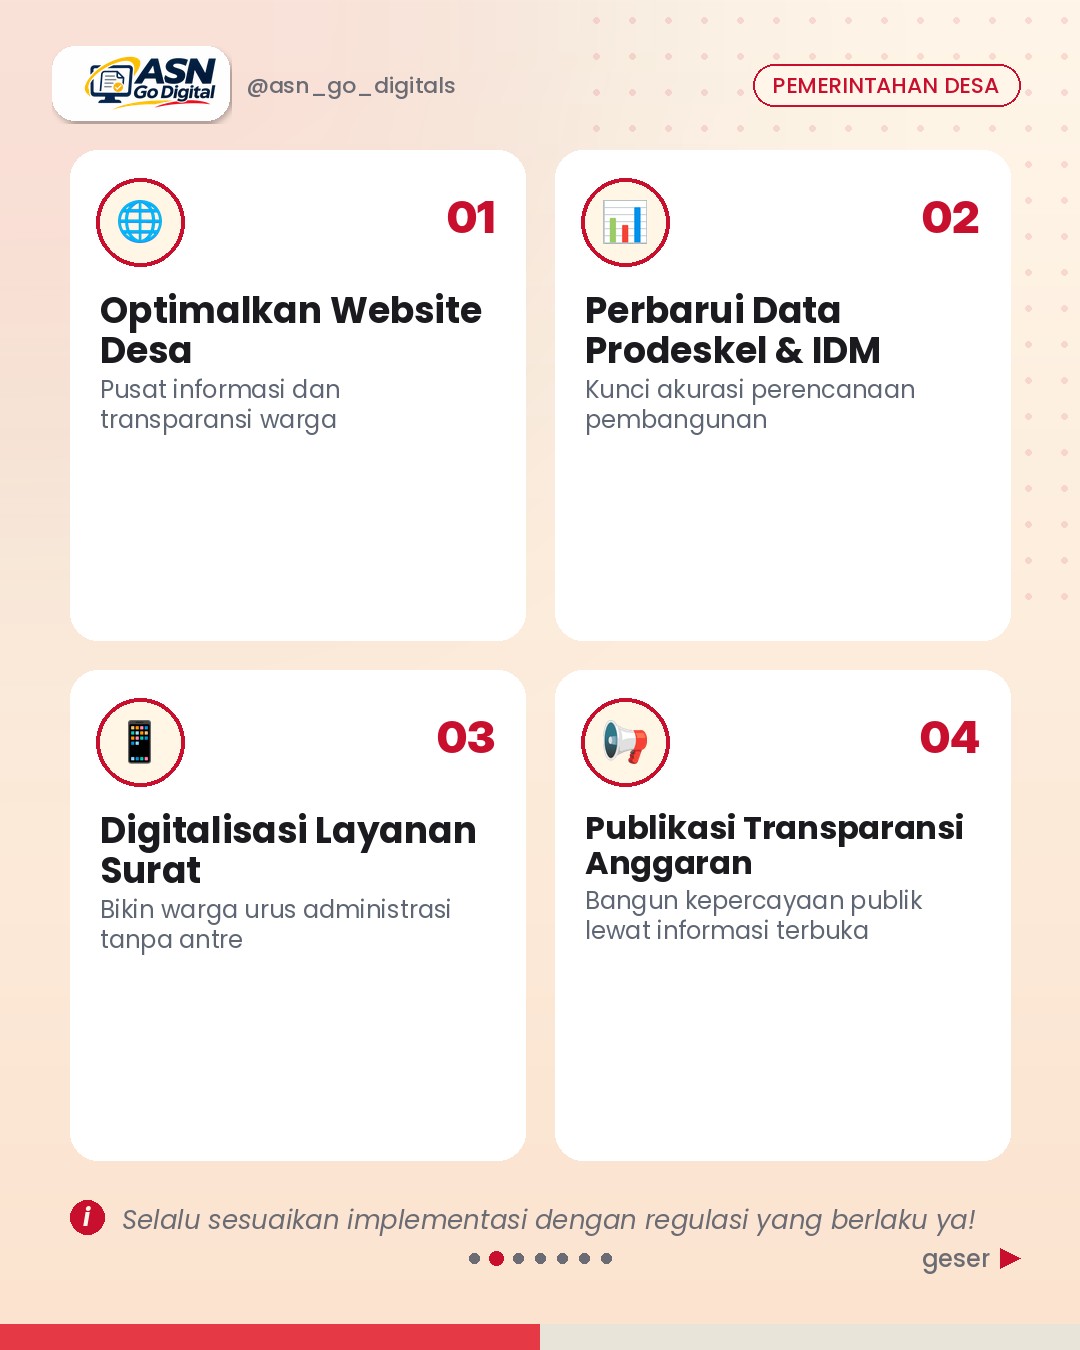 ASN
Go Digital
@asn_go_digitals
PEMERINTAHAN DESA
01
Optimalkan Website
Desa
Pusat informasi dan
transparansi warga
02
Perbarui Data
Prodeskel & IDM
Kunci akurasi perencanaan
pembangunan
03
Digitalisasi Layanan
Surat
Bikin warga urus administrasi
tanpa antre
04
Publikasi Transparansi
Anggaran
Bangun kepercayaan publik
lewat informasi terbuka
i Selalu sesuaikan implementasi dengan regulasi yang berlaku ya!
geser